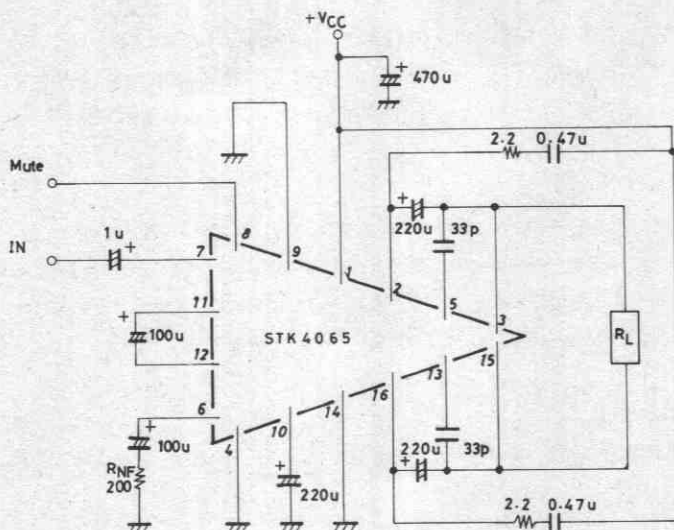 +VCC
+
470u
2.2
0.47u
Mute
1u
+
IN
8
7
9
1
2
5
3
+
220u
33p
RL
11
+
100u
12
STK4065
15
13
16
14
10
4
6
+
100u
RNF
200
+
220u
+
220u
33p
2.2
0.47u